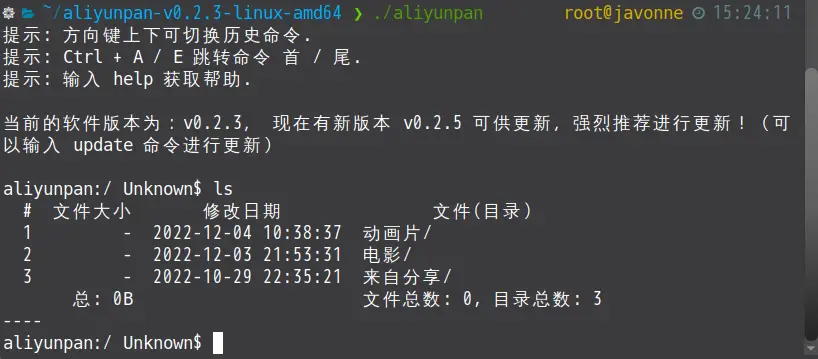 ~/aliyunpan-v0.2.3-linux-amd64 ❯ ./aliyunpan root@javonne 15:24:11
提示: 方向键上下可切换历史命令.
提示: Ctrl + A / E 跳转命令 首 / 尾.
提示: 输入 help 获取帮助.
当前的软件版本为：v0.2.3， 现在有新版本 v0.2.5 可供更新，强烈推荐进行更新！（可
以输入 update 命令进行更新）
aliyunpan:/ Unknown$ ls
# 文件大小 修改日期 文件(目录)
1 - 2022-12-04 10:38:37 动画片/
2 - 2022-12-03 21:53:31 电影/
3 - 2022-10-29 22:35:21 来自分享/
总: 0B 文件总数: 0, 目录总数: 3
----
aliyunpan:/ Unknown$